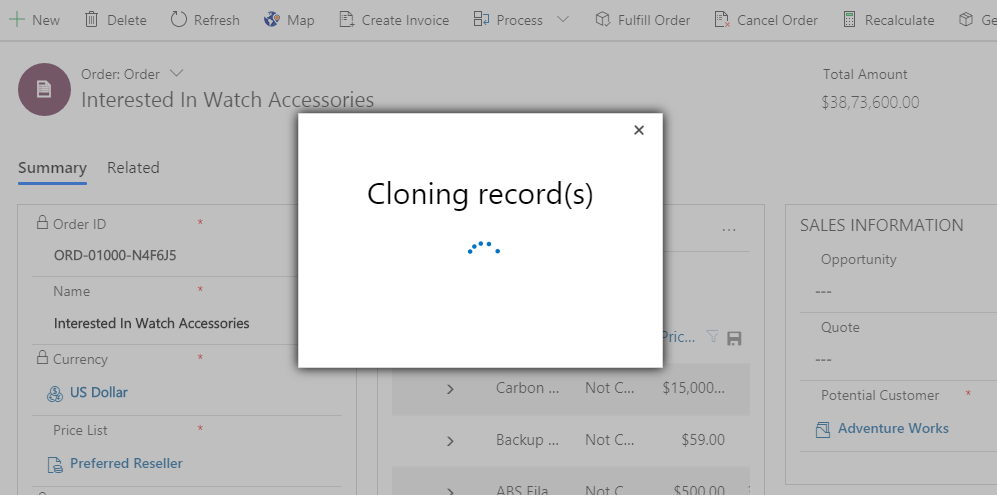 New Delete Refresh Map Create Invoice Process Fulfill Order Cancel Order Recalculate Ge
Order: Order
Interested In Watch Accessories
Total Amount
$38,73,600.00
Summary Related
Cloning record(s)
Order ID *
ORD-01000-N4F6J5
Name *
Interested In Watch Accessories
Currency *
US Dollar
Price List *
Preferred Reseller
...
Pric...
Carbon ... Not C... $15,000...
Backup ... Not C... $59.00
ABS Fila... Not C... $500.00
SALES INFORMATION
Opportunity
---
Quote
---
Potential Customer *
Adventure Works